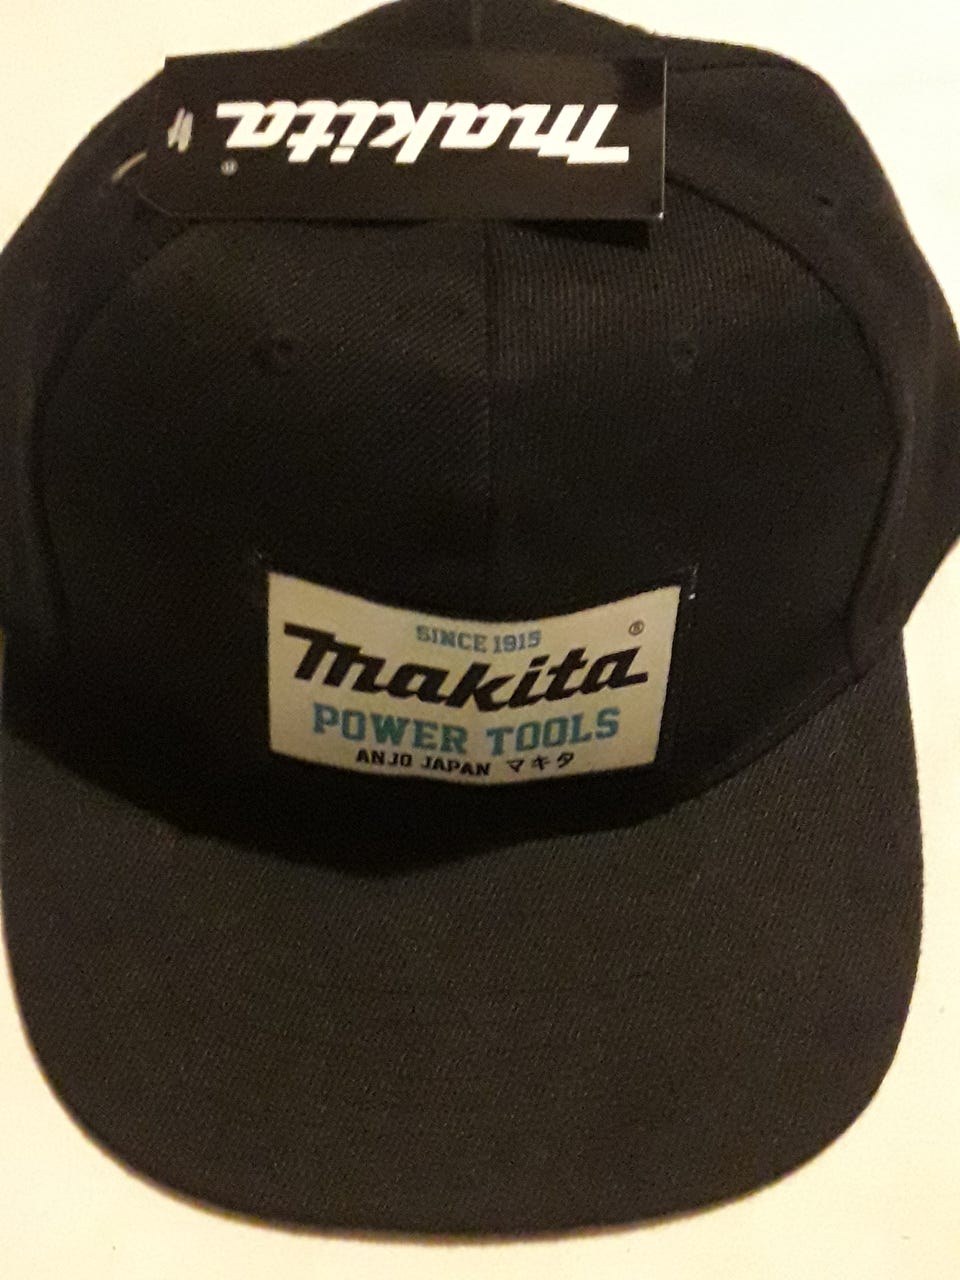 makita®
SINCE 1915
makita®
POWER TOOLS
ANJO JAPAN マキタ